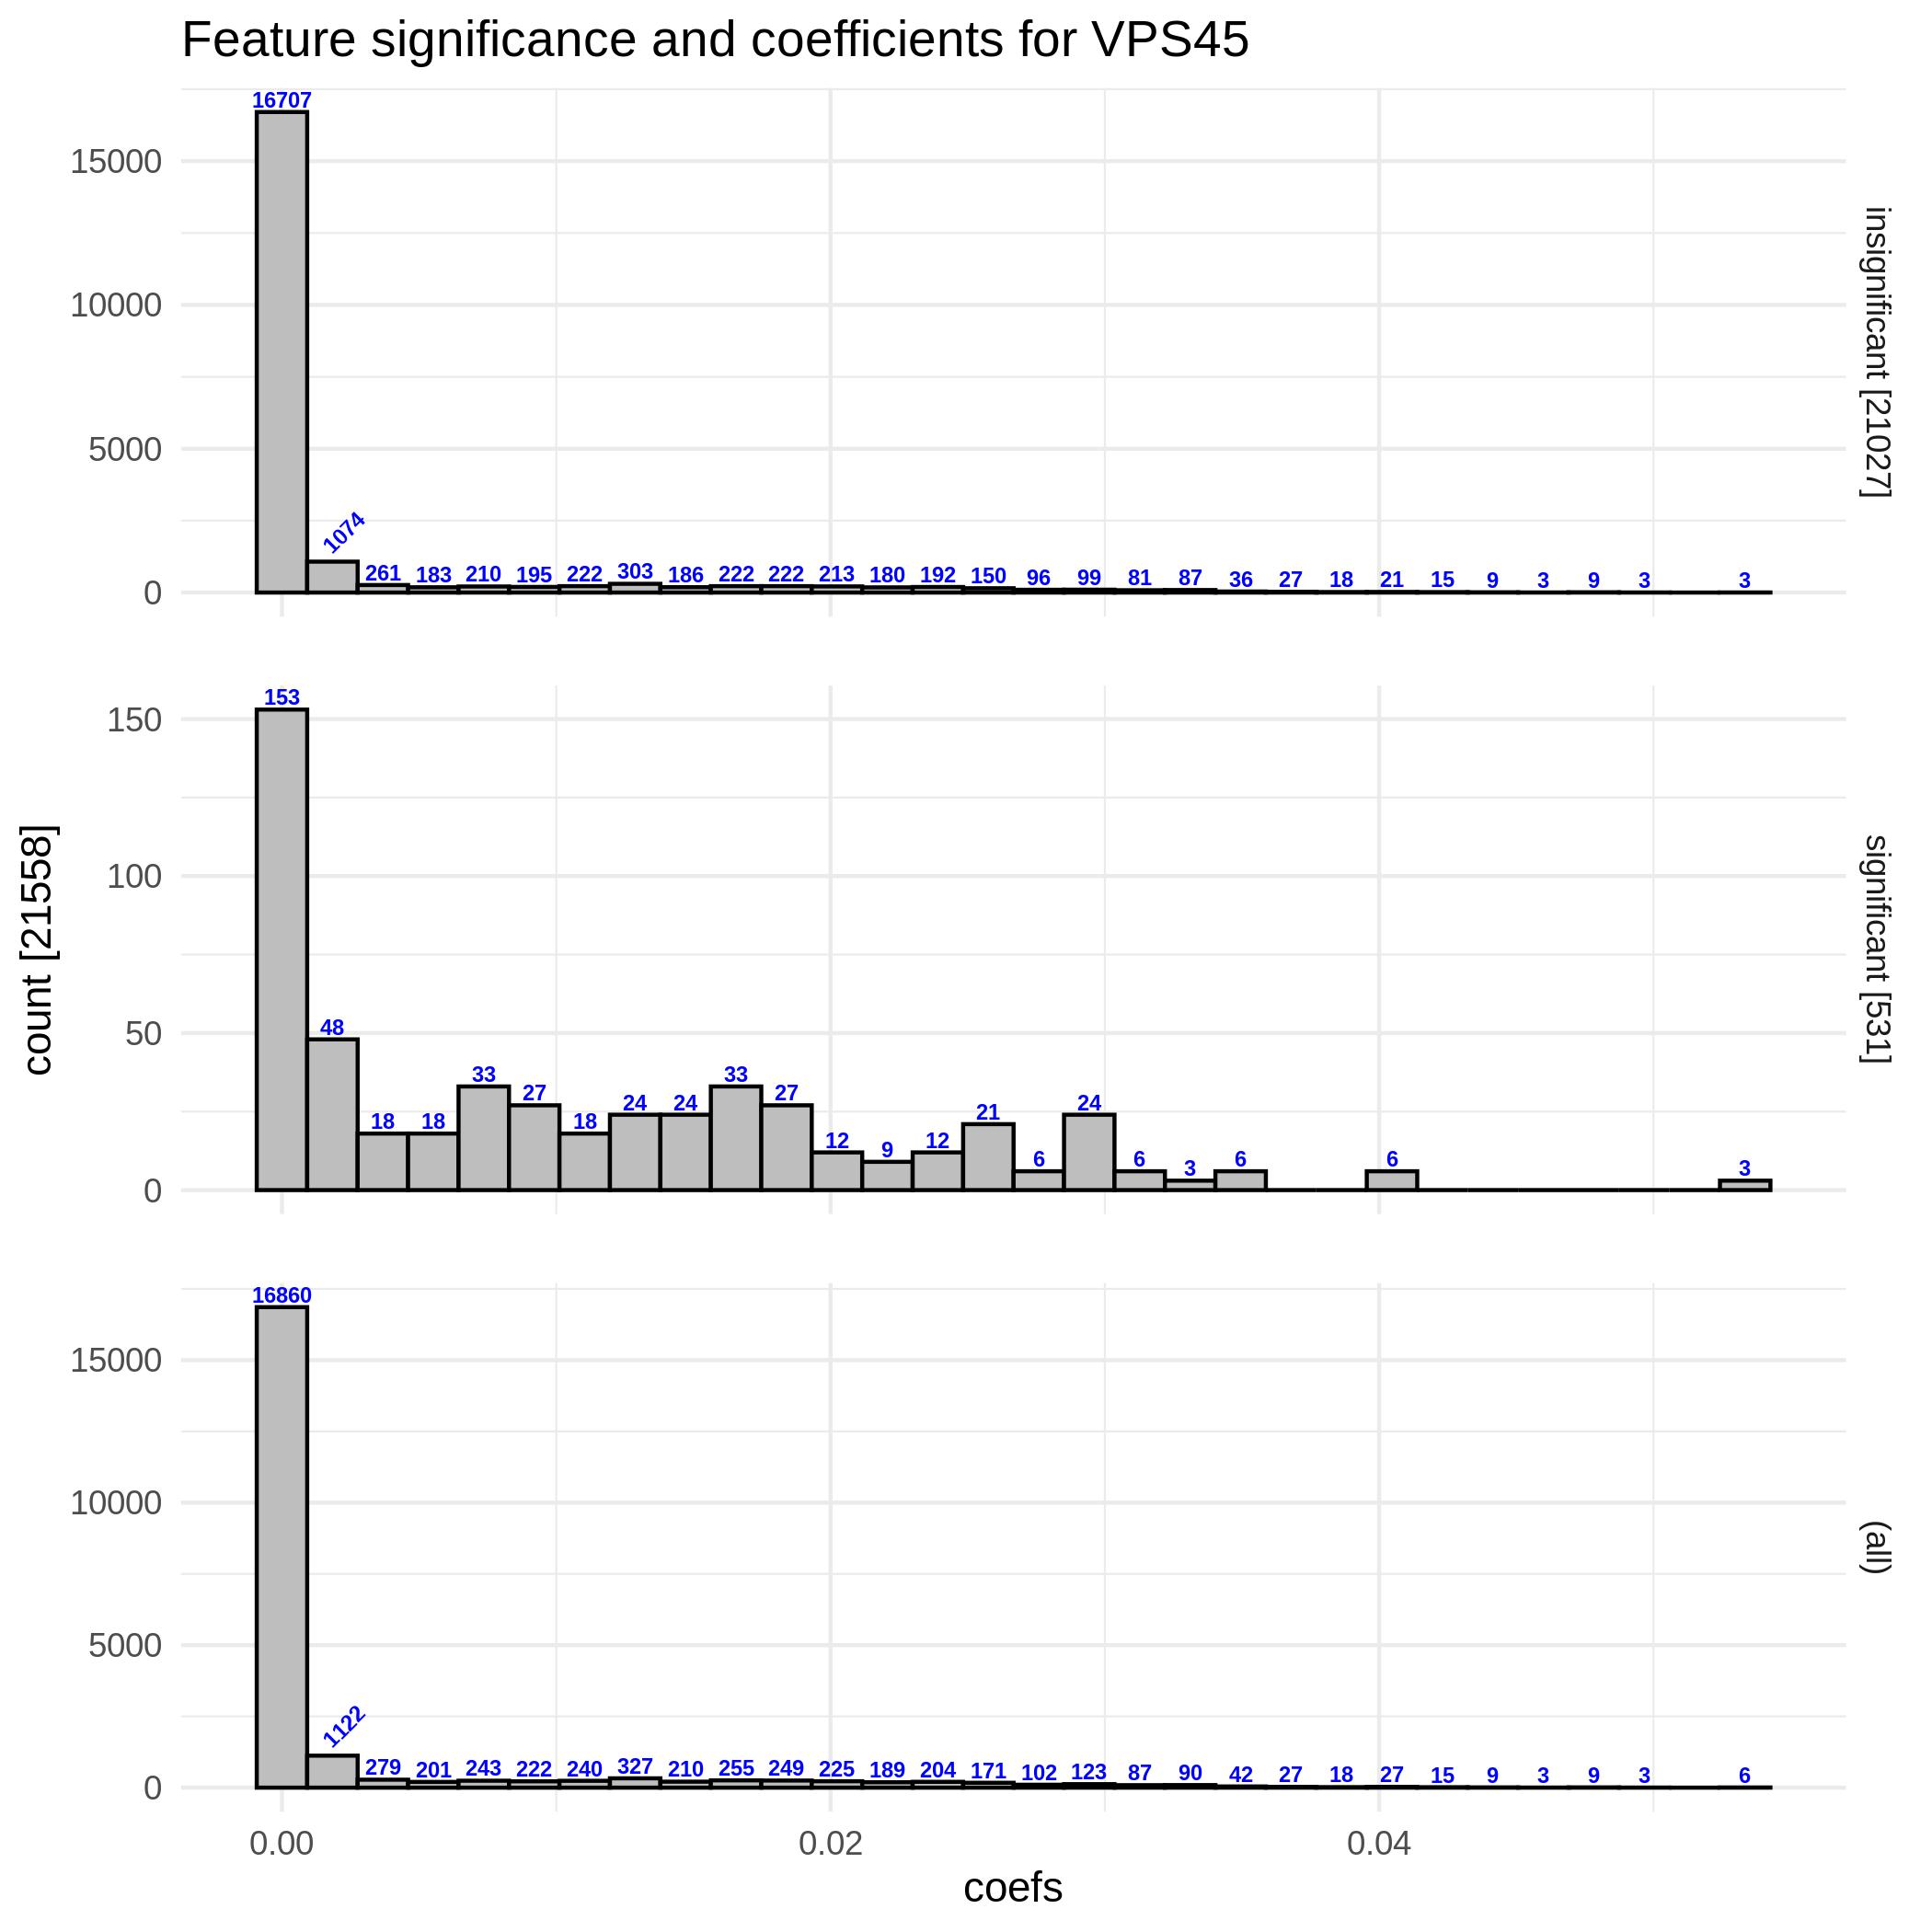 Feature significance and coefficients for VPS45
16707
15000
10000
5000
1074
261 183 210 195 222 303 186 222 222 213 180 192 150 96 99 81 87 36 27 18 21 15 9 3 9 3 3
0
insignificant [21027]
153
150
100
50
48
33 33
27 27
24 24 24
21
18 18 18
12 12
9
6 6 6 6
3 3
0
significant [531]
count [21558]
16860
15000
10000
5000
1122
279 201 243 222 240 327 210 255 249 225 189 204 171 102 123 87 90 42 27 18 27 15 9 3 9 3 6
0
(all)
0.00 0.02 0.04
coefs